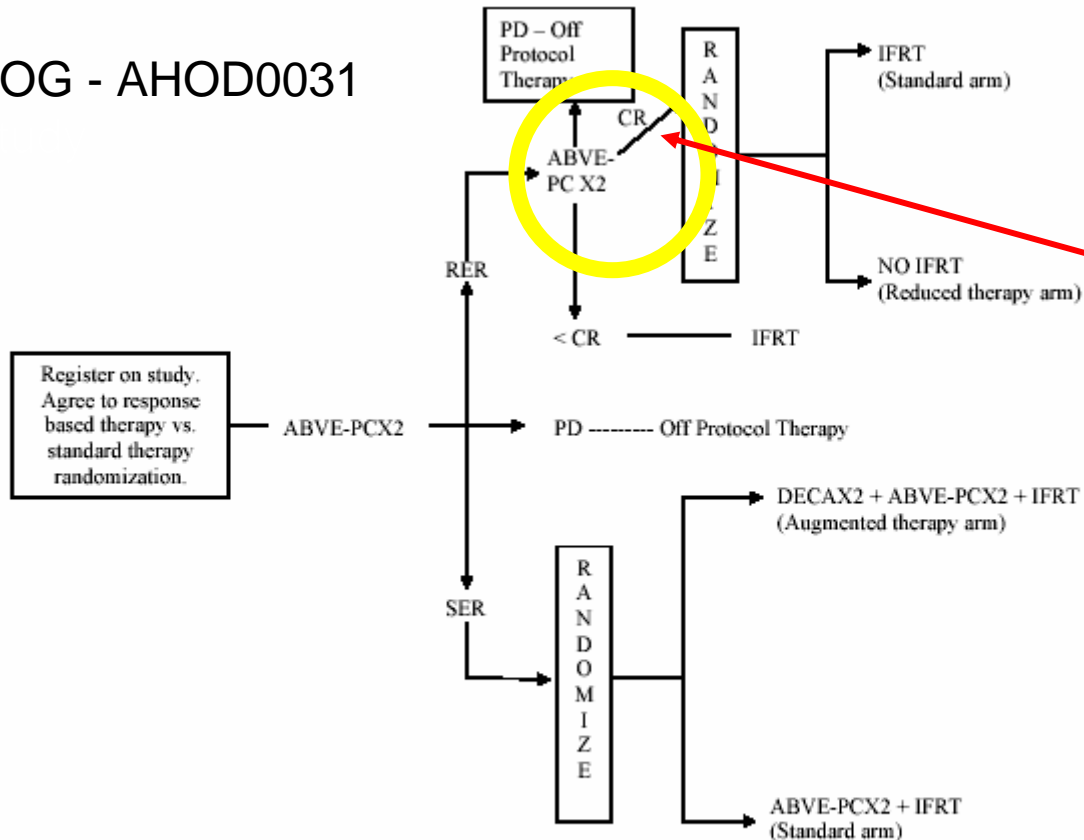 OG - AHOD0031
PD – Off
Protocol
Therapy
CR
R
A
N
D
I
Z
E
IFRT
(Standard arm)
ABVE-
PC X2
NO IFRT
(Reduced therapy arm)
RER
< CR
IFRT
Register on study.
Agree to response
based therapy vs.
standard therapy
randomization.
ABVE-PCX2
PD --------- Off Protocol Therapy
DECAX2 + ABVE-PCX2 + IFRT
(Augmented therapy arm)
SER
R
A
N
D
O
M
I
Z
E
ABVE-PCX2 + IFRT
(Standard arm)